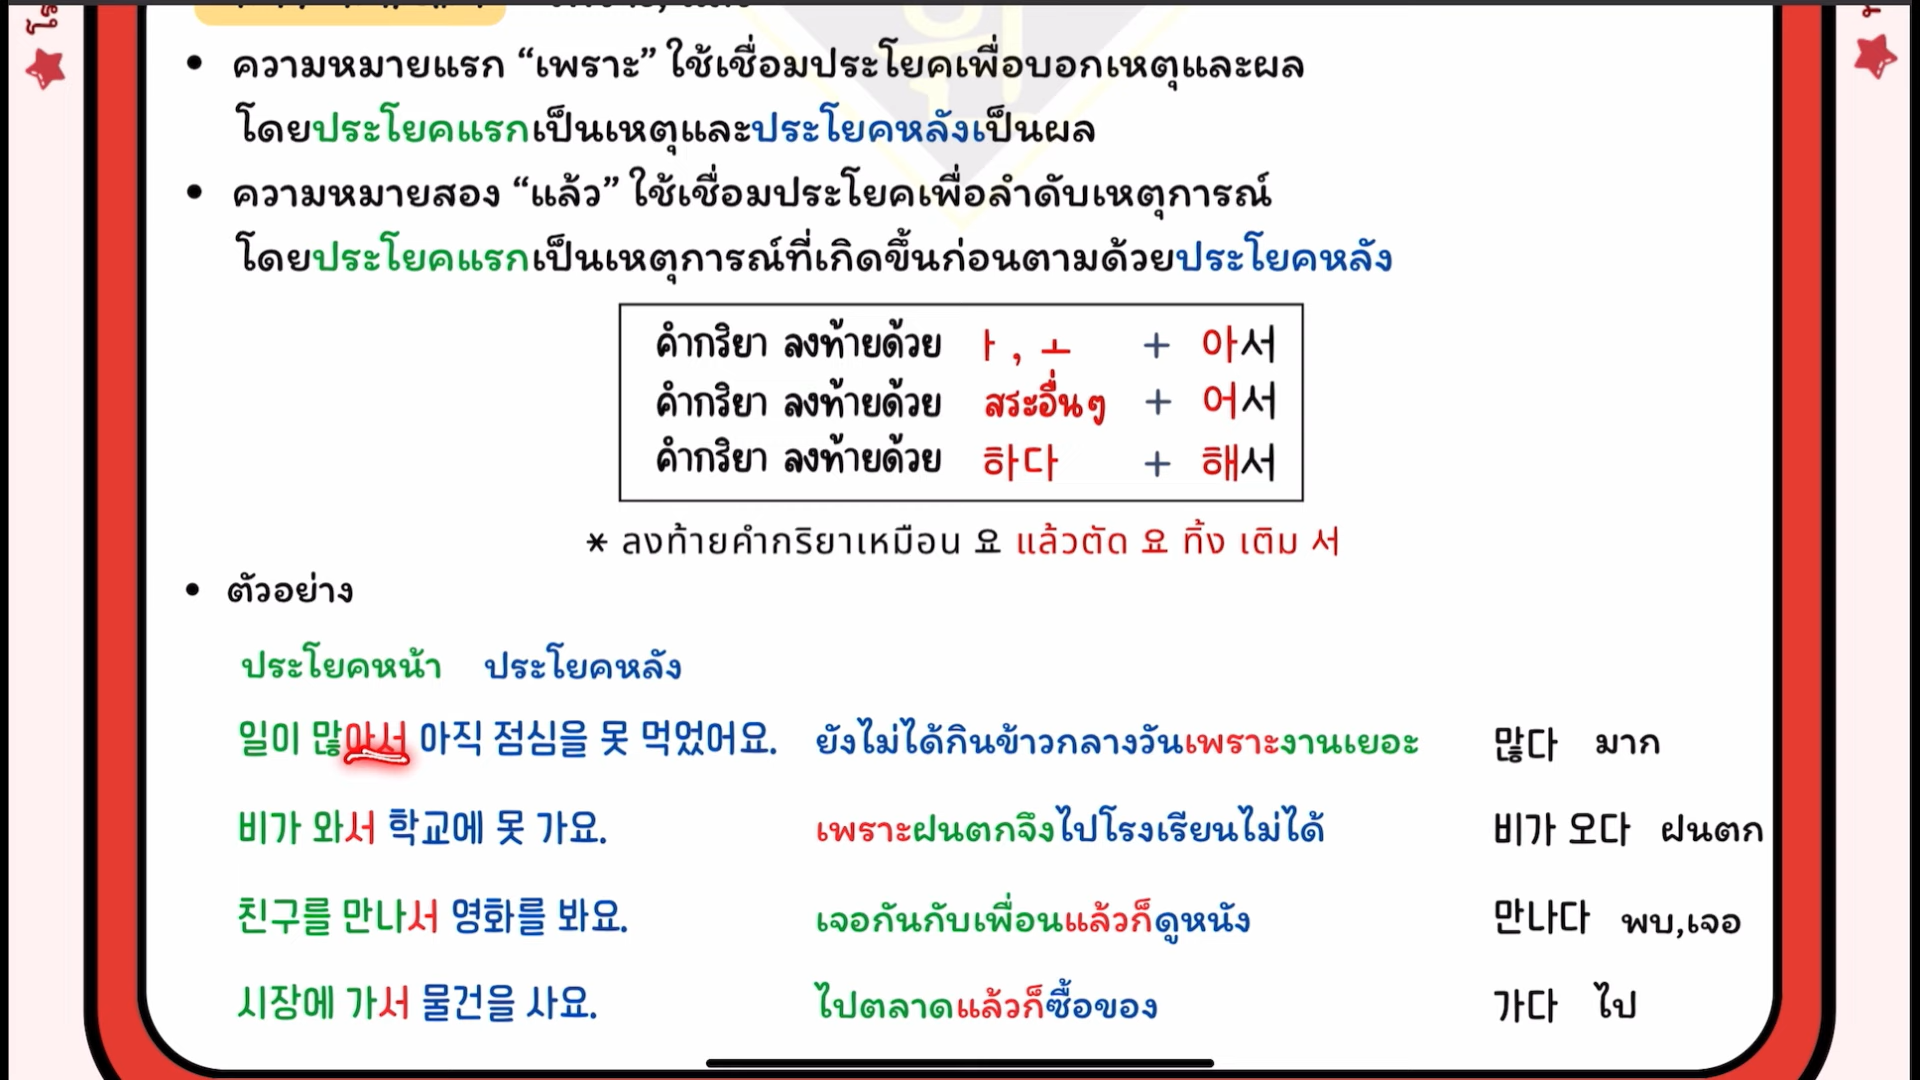 • ความหมายแรก “เพราะ” ใช้เชื่อมประโยคเพื่อบอกเหตุและผล
โดยประโยคแรกเป็นเหตุและประโยคหลังเป็นผล
• ความหมายสอง “แล้ว” ใช้เชื่อมประโยคเพื่อลำดับเหตุการณ์
โดยประโยคแรกเป็นเหตุการณ์ที่เกิดขึ้นก่อนตามด้วยประโยคหลัง
คำกริยา ลงท้ายด้วย ㅏ , ㅗ + 아서
คำกริยา ลงท้ายด้วย สระอื่นๆ + 어서
คำกริยา ลงท้ายด้วย 하다 + 해서
* ลงท้ายคำกริยาเหมือน 요 แล้วตัด 요 ทิ้ง เติม 서
• ตัวอย่าง
ประโยคหน้า ประโยคหลัง
일이 많아서 아직 점심을 못 먹었어요. ยังไม่ได้กินข้าวกลางวันเพราะงานเยอะ 많다 มาก
비가 와서 학교에 못 가요. เพราะฝนตกจึงไปโรงเรียนไม่ได้ 비가 오다 ฝนตก
친구를 만나서 영화를 봐요. เจอกันกับเพื่อนแล้วก็ดูหนัง 만나다 พบ,เจอ
시장에 가서 물건을 사요. ไปตลาดแล้วก็ซื้อของ 가다 ไป